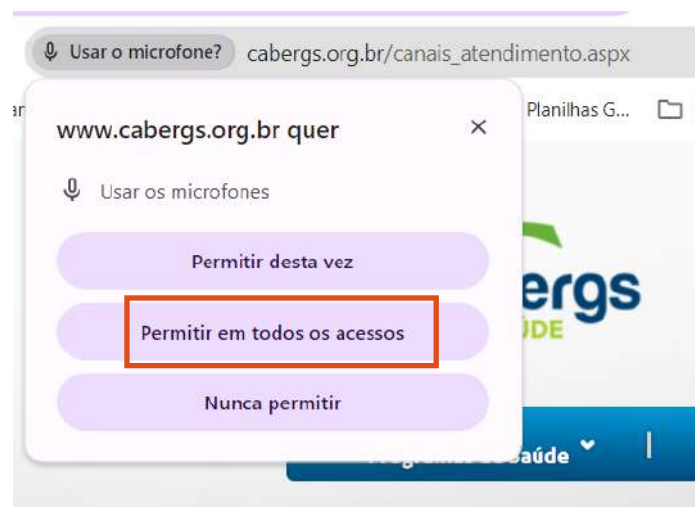 Usar o microfone? cabergs.org.br/canais_atendimento.aspx
Planilhas G...
www.cabergs.org.br quer
Usar os microfones
Permitir desta vez
ergs
Permitir em todos os acessos
ÚDE
Nunca permitir
aúde